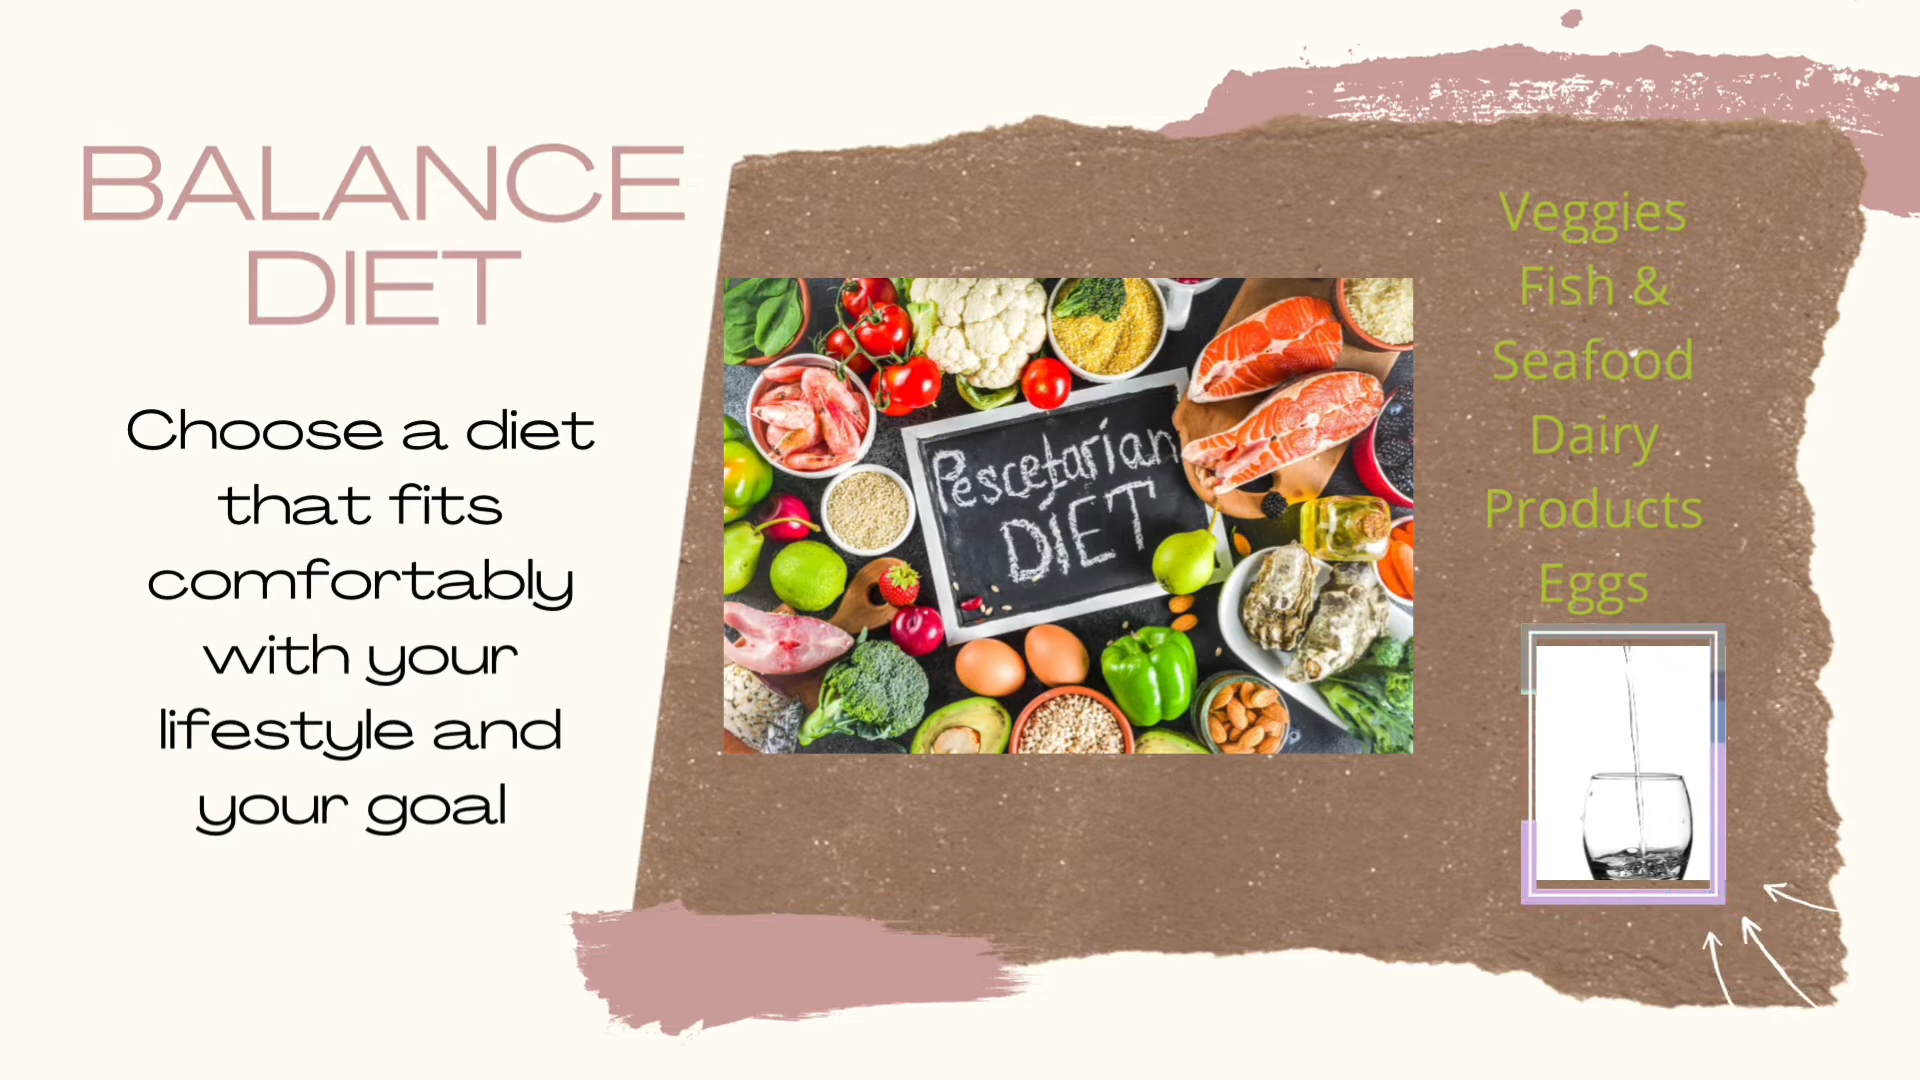 BALANCE
DIET
Choose a diet
that fits
comfortably
with your
lifestyle and
your goal
Pescetarian
DIET
Veggies
Fish &
Seafood
Dairy
Products
Eggs